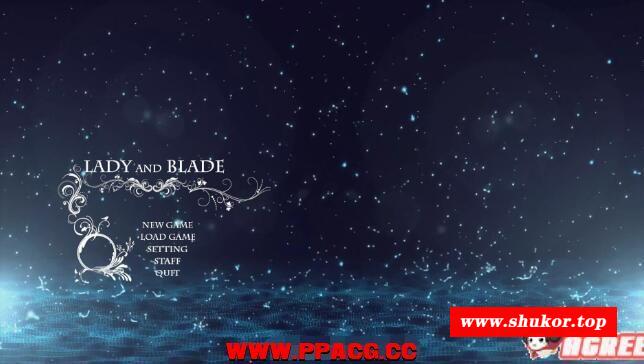 LADY AND BLADE
NEW GAME
LOAD GAME
SETTING
STAFF
QUIT
www.shukor.top
AGREE
WWW.PPACG.CC